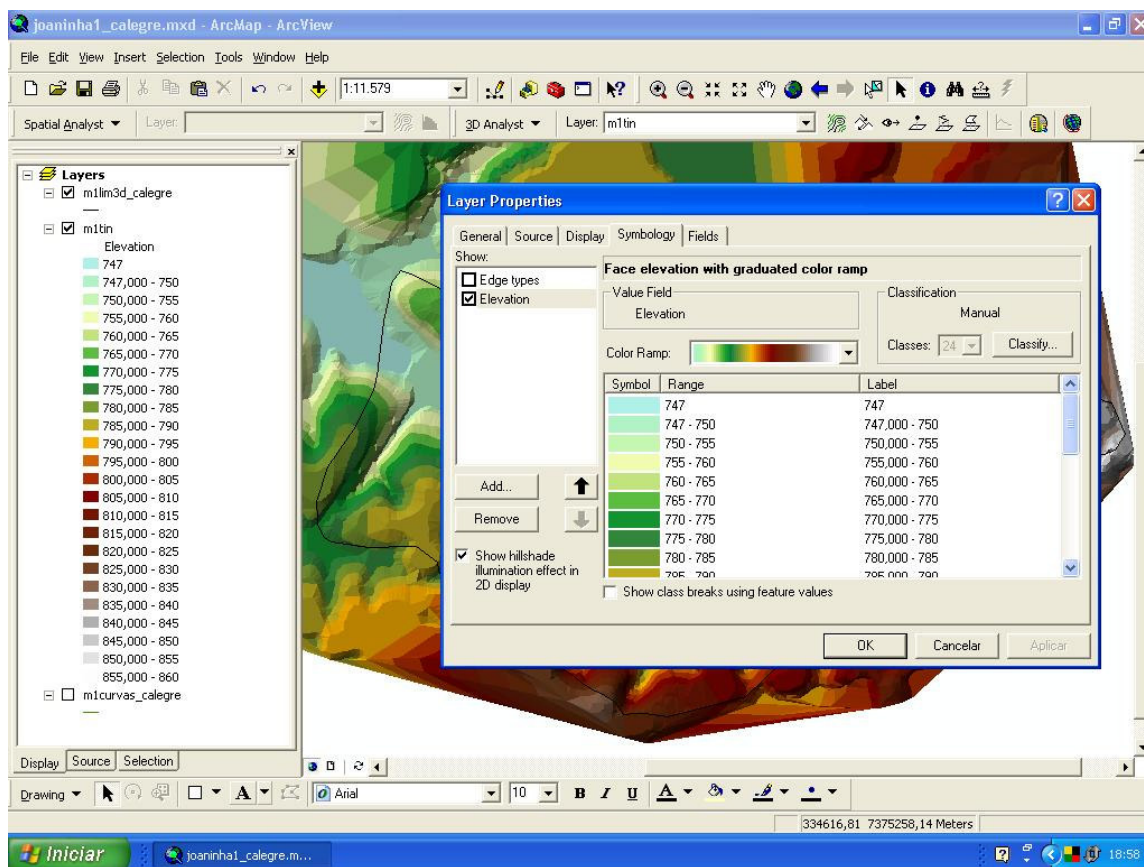 joaninha1_calegre.mxd - ArcMap - ArcView
File Edit View Insert Selection Tools Window Help
1:11.579
Spatial Analyst Layer: 3D Analyst Layer: m1tin
Layers
m1lim3d_calegre
m1tin
Elevation
747
747,000 - 750
750,000 - 755
755,000 - 760
760,000 - 765
765,000 - 770
770,000 - 775
775,000 - 780
780,000 - 785
785,000 - 790
790,000 - 795
795,000 - 800
800,000 - 805
805,000 - 810
810,000 - 815
815,000 - 820
820,000 - 825
825,000 - 830
830,000 - 835
835,000 - 840
840,000 - 845
845,000 - 850
850,000 - 855
855,000 - 860
m1curvas_calegre
Display Source Selection
Layer Properties
General Source Display Symbology Fields
Show:
Edge types
Elevation
Add...
Remove
Show hillshade
illumination effect in
2D display
Face elevation with graduated color ramp
Value Field
Elevation
Classification
Manual
Color Ramp:
Classes: 24 Classify...
Symbol Range Label
747 747
747 - 750 747,000 - 750
750 - 755 750,000 - 755
755 - 760 755,000 - 760
760 - 765 760,000 - 765
765 - 770 765,000 - 770
770 - 775 770,000 - 775
775 - 780 775,000 - 780
780 - 785 780,000 - 785
785 - 790 785,000 - 790
Show class breaks using feature values
OK Cancelar Aplicar
Drawing A Arial 10 B I U A
334616,81 7375258,14 Meters
Iniciar joaninha1_calegre.m... 18:58